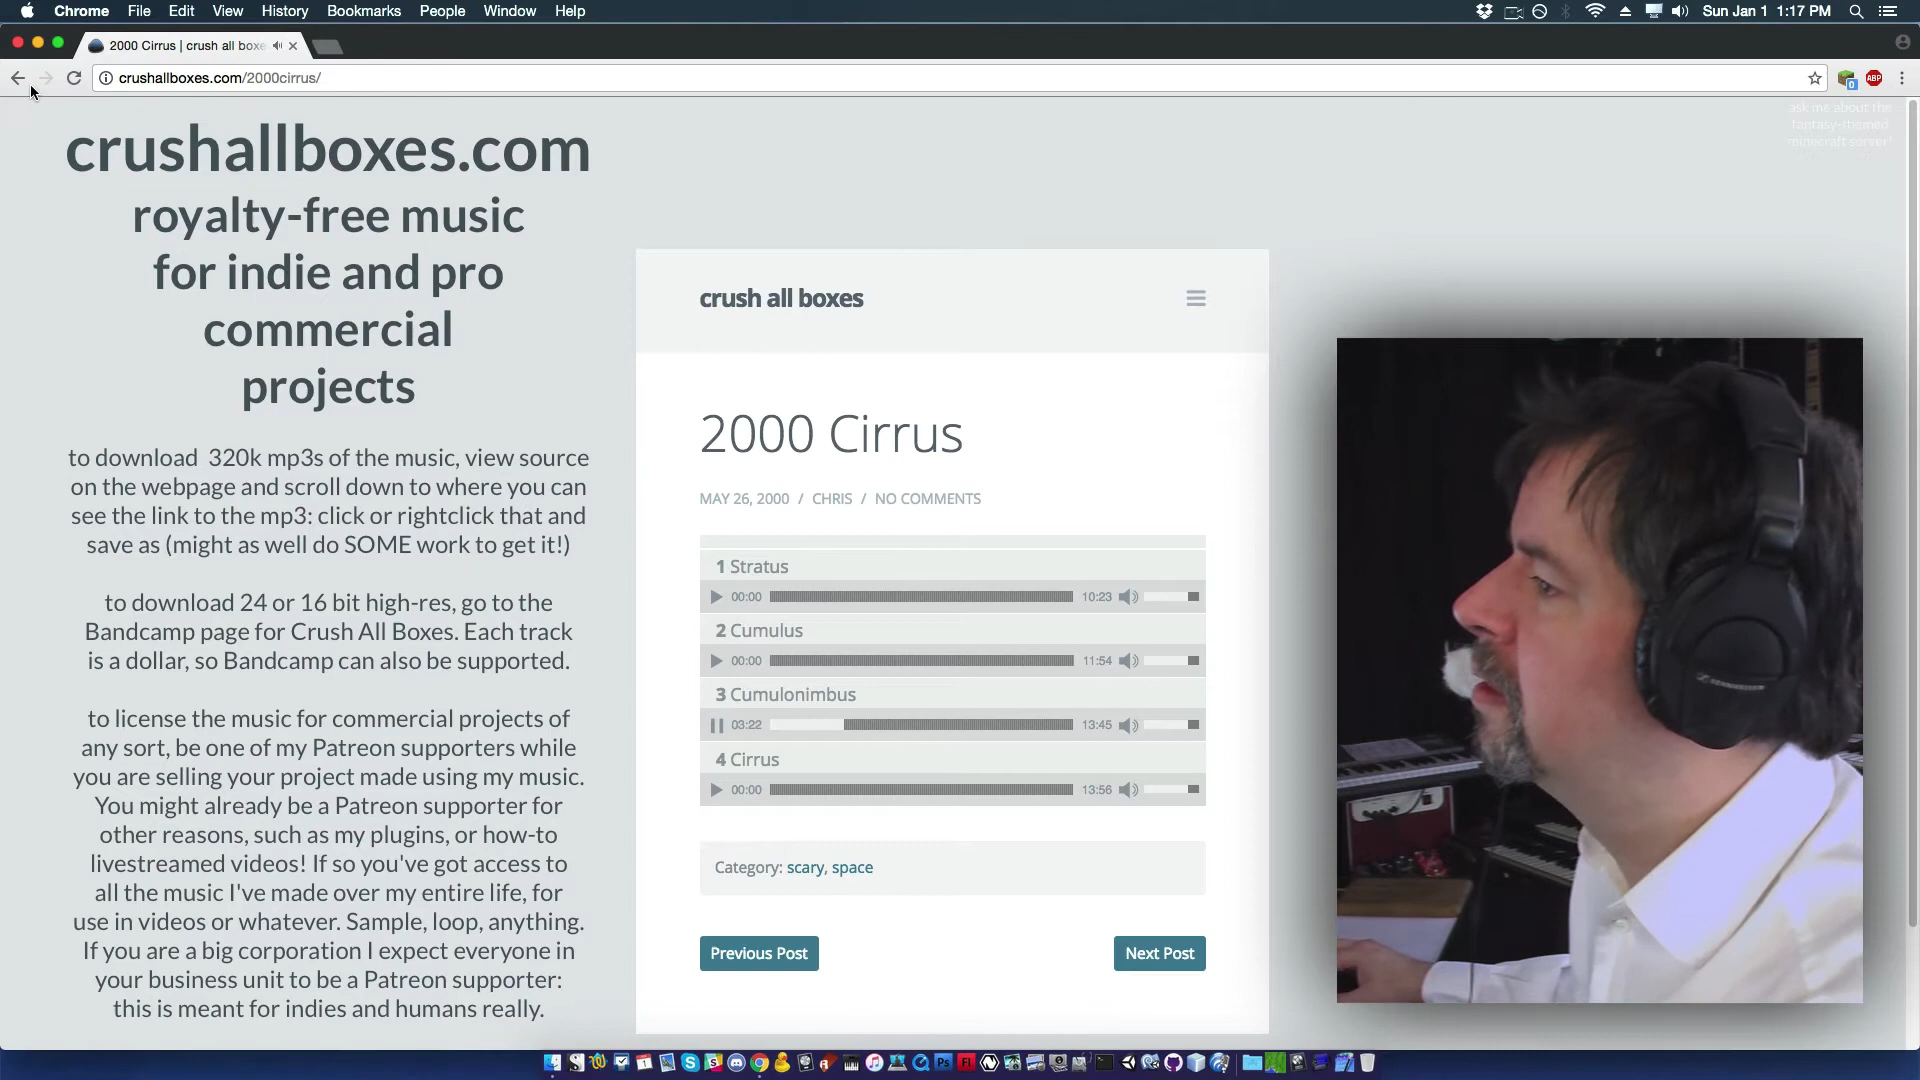 Chrome File Edit View History Bookmarks People Window Help
Sun Jan 1 1:17 PM
2000 Cirrus | crush all boxe
crushallboxes.com/2000cirrus/
0
ABP
ask me about the
fantasy-themed
minecraft server!
crushallboxes.com
royalty-free music
for indie and pro
commercial
projects
to download 320k mp3s of the music, view source
on the webpage and scroll down to where you can
see the link to the mp3: click or rightclick that and
save as (might as well do SOME work to get it!)
to download 24 or 16 bit high-res, go to the
Bandcamp page for Crush All Boxes. Each track
is a dollar, so Bandcamp can also be supported.
to license the music for commercial projects of
any sort, be one of my Patreon supporters while
you are selling your project made using my music.
You might already be a Patreon supporter for
other reasons, such as my plugins, or how-to
livestreamed videos! If so you've got access to
all the music I've made over my entire life, for
use in videos or whatever. Sample, loop, anything.
If you are a big corporation I expect everyone in
your business unit to be a Patreon supporter:
this is meant for indies and humans really.
crush all boxes
2000 Cirrus
MAY 26, 2000 / CHRIS / NO COMMENTS
1 Stratus
00:00 10:23
2 Cumulus
00:00 11:54
3 Cumulonimbus
03:22 13:45
4 Cirrus
00:00 13:56
Category: scary, space
Previous Post
Next Post
SENNHEISER